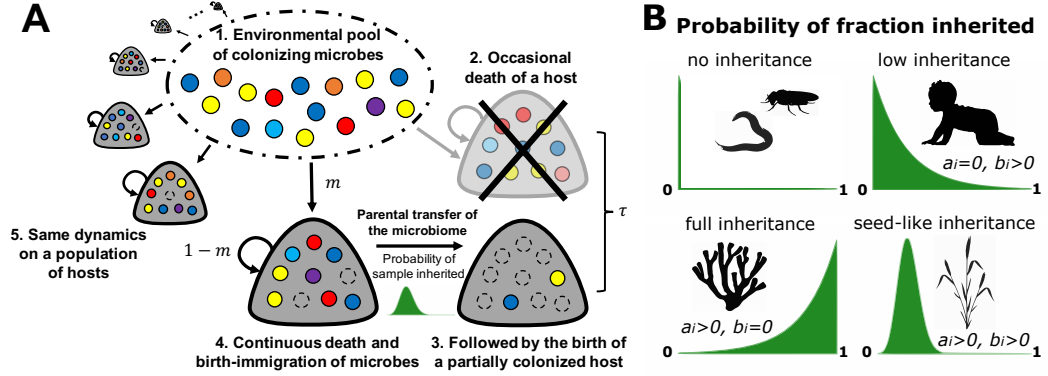 A
1. Environmental pool
of colonizing microbes
2. Occasional
death of a host
m
τ
1−m
Parental transfer of
the microbiome
Probability of
sample inherited
5. Same dynamics
on a population
of hosts
4. Continuous death and
birth-immigration of microbes
3. Followed by the birth of
a partially colonized host
B
Probability of fraction inherited
no inheritance
0
1
low inheritance
aᵢ=0, bᵢ>0
0
1
full inheritance
aᵢ>0, bᵢ=0
0
1
seed-like inheritance
aᵢ>0, bᵢ>0
0
1